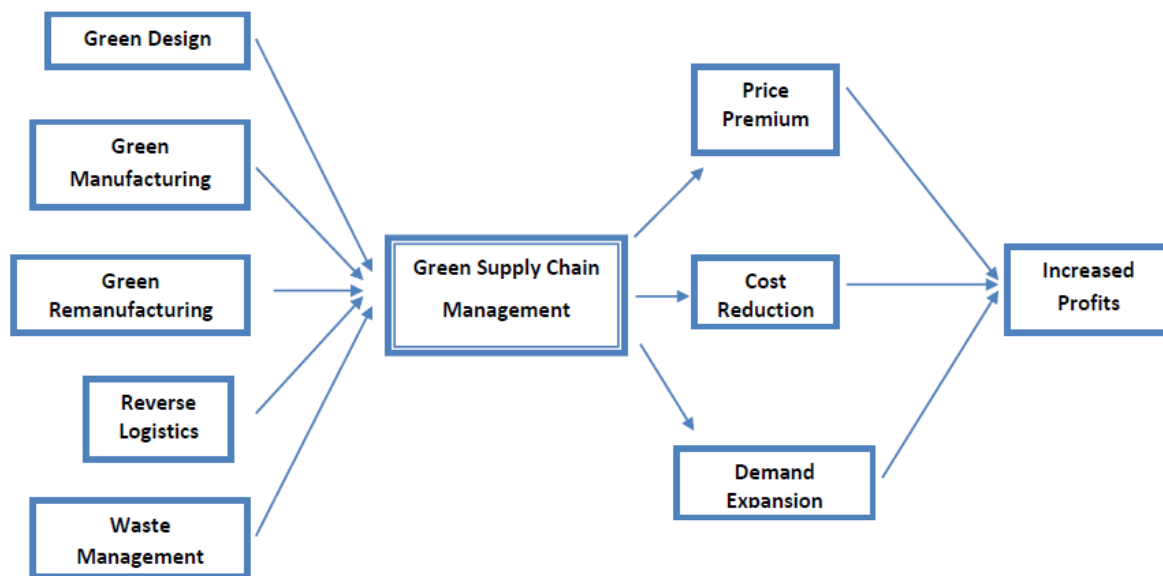 Green Design
Green
Manufacturing
Green
Remanufacturing
Reverse
Logistics
Waste
Management
Green Supply Chain
Management
Price
Premium
Cost
Reduction
Demand
Expansion
Increased
Profits